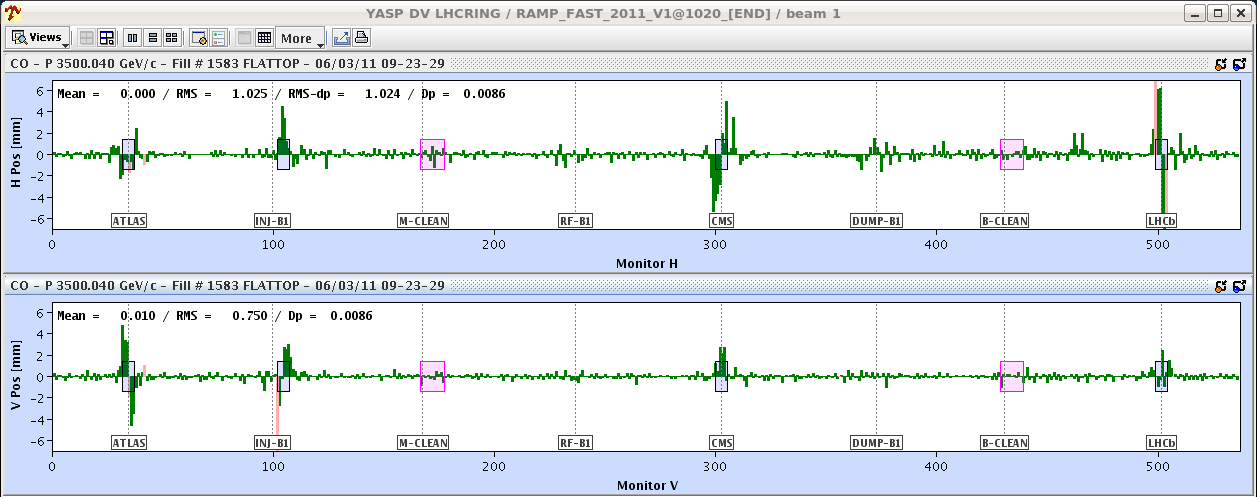 YASP DV LHCRING / RAMP_FAST_2011_V1@1020_[END] / beam 1
Views More
CO - P 3500.040 GeV/c - Fill # 1583 FLATTOP - 06/03/11 09-23-29
Mean = 0.000 / RMS = 1.025 / RMS-dp = 1.024 / Dp = 0.0086
H Pos [mm]
6
4
2
0
-2
-4
-6
ATLAS INJ-B1 M-CLEAN RF-B1 CMS DUMP-B1 B-CLEAN LHCb
0 100 200 300 400 500
Monitor H
CO - P 3500.040 GeV/c - Fill # 1583 FLATTOP - 06/03/11 09-23-29
Mean = 0.010 / RMS = 0.750 / Dp = 0.0086
V Pos [mm]
6
4
2
0
-2
-4
-6
ATLAS INJ-B1 M-CLEAN RF-B1 CMS DUMP-B1 B-CLEAN LHCb
0 100 200 300 400 500
Monitor V